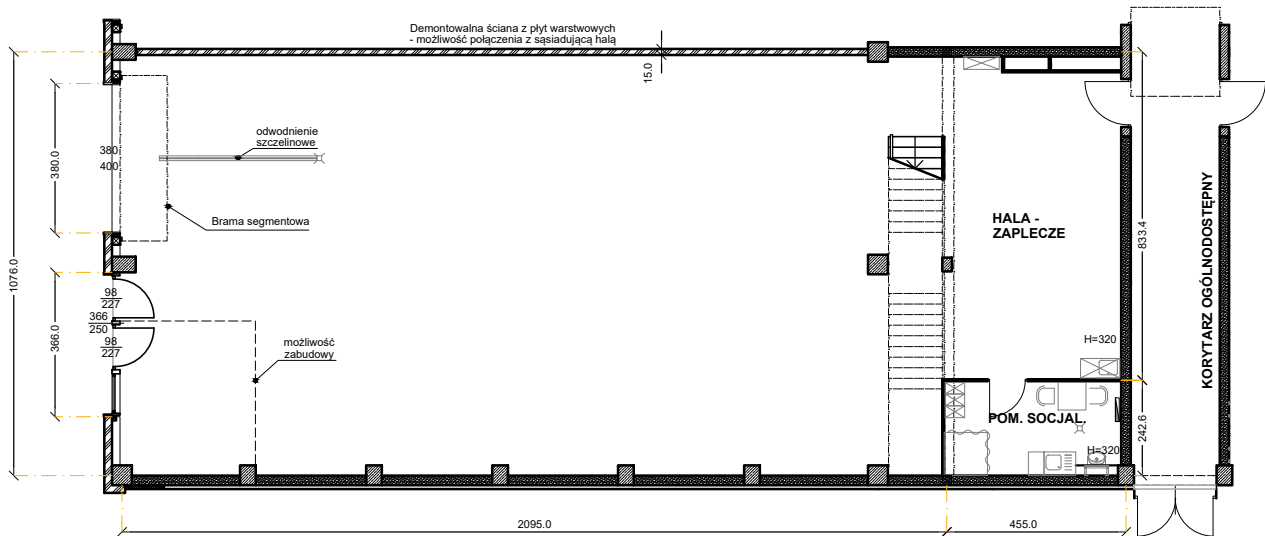 Demontowalna ściana z płyt warstwowych
- możliwość połączenia z sąsiadującą halą
15.0
odwodnienie
szczelinowe
380
400
380.0
Brama segmentowa
1076.0
HALA -
ZAPLECZE
833.4
KORYTARZ OGÓLNODOSTĘPNY
98
227
366
250
98
227
366.0
możliwość
zabudowy
H=320
POM. SOCJAL.
H=320
242.6
2095.0
455.0